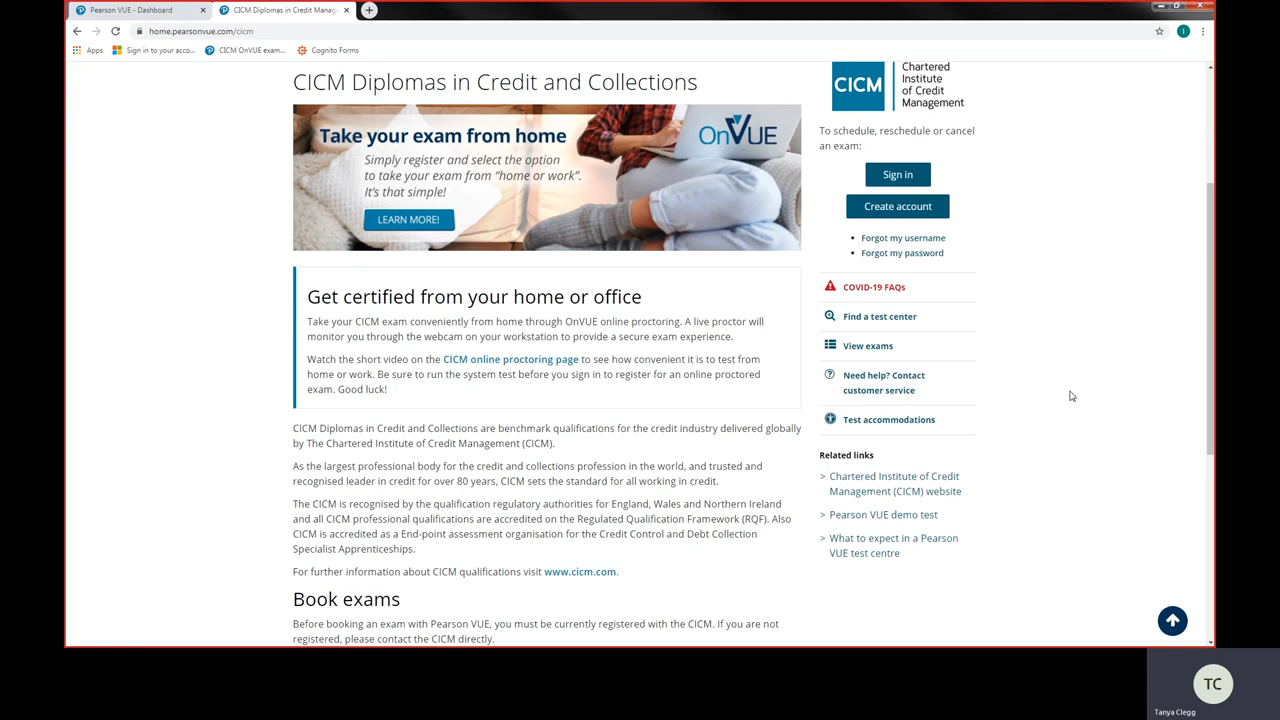 Pearson VUE - Dashboard
CICM Diplomas in Credit Manag
home.pearsonvue.com/cicm
Apps
Sign in to your acco...
CICM OnVUE exam...
Cognito Forms
I
CICM Diplomas in Credit and Collections
Take your exam from home
Simply register and select the option
to take your exam from “home or work”.
It's that simple!
LEARN MORE!
OnVUE
Get certified from your home or office
Take your CICM exam conveniently from home through OnVUE online proctoring. A live proctor will
monitor you through the webcam on your workstation to provide a secure exam experience.
Watch the short video on the CICM online proctoring page to see how convenient it is to test from
home or work. Be sure to run the system test before you sign in to register for an online proctored
exam. Good luck!
CICM Diplomas in Credit and Collections are benchmark qualifications for the credit industry delivered globally
by The Chartered Institute of Credit Management (CICM).
As the largest professional body for the credit and collections profession in the world, and trusted and
recognised leader in credit for over 80 years, CICM sets the standard for all working in credit.
The CICM is recognised by the qualification regulatory authorities for England, Wales and Northern Ireland
and all CICM professional qualifications are accredited on the Regulated Qualification Framework (RQF). Also
CICM is accredited as a End-point assessment organisation for the Credit Control and Debt Collection
Specialist Apprenticeships.
For further information about CICM qualifications visit www.cicm.com.
Book exams
Before booking an exam with Pearson VUE, you must be currently registered with the CICM. If you are not
registered, please contact the CICM directly.
CICM
Chartered
Institute
of Credit
Management
To schedule, reschedule or cancel
an exam:
Sign in
Create account
• Forgot my username
• Forgot my password
COVID-19 FAQs
Find a test center
View exams
Need help? Contact
customer service
Test accommodations
Related links
> Chartered Institute of Credit
Management (CICM) website
> Pearson VUE demo test
> What to expect in a Pearson
VUE test centre
TC
Tanya Clegg